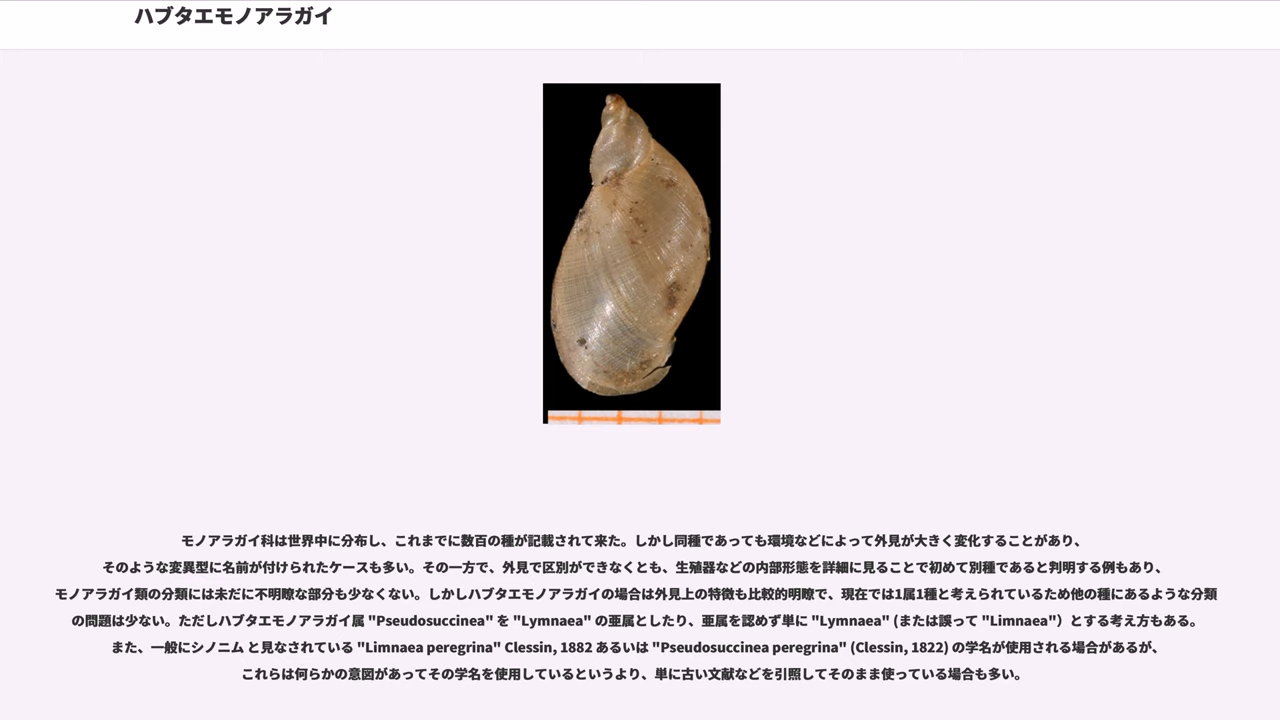 ハブタエモノアラガイ
モノアラガイ科は世界中に分布し、これまでに数百の種が記載されて来た。しかし同種であっても環境などによって外見が大きく変化することがあり、
そのような変異型に名前が付けられたケースも多い。その一方で、外見で区別ができなくとも、生殖器などの内部形態を詳細に見ることで初めて別種であると判明する例もあり、
モノアラガイ類の分類には未だに不明瞭な部分も少なくない。しかしハブタエモノアラガイの場合は外見上の特徴も比較的明瞭で、現在では1属1種と考えられているため他の種にあるような分類
の問題は少ない。ただしハブタエモノアラガイ属 "Pseudosuccinea" を "Lymnaea" の亜属としたり、亜属を認めず単に "Lymnaea" (または誤って "Limnaea"）とする考え方もある。
また、一般にシノニム と見なされている "Limnaea peregrina" Clessin, 1882 あるいは "Pseudosuccinea peregrina" (Clessin, 1822) の学名が使用される場合があるが、
これらは何らかの意図があってその学名を使用しているというより、単に古い文献などを引照してそのまま使っている場合も多い。